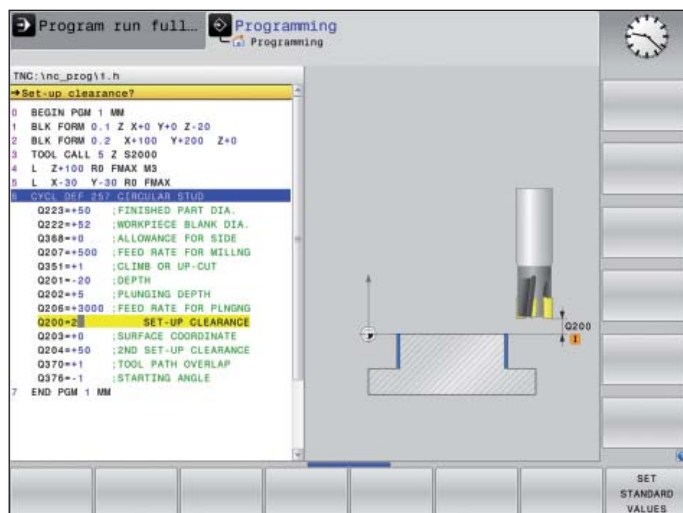 Program run full… Programming
Programming
TNC:\nc_prog\1.h
→Set-up clearance?
0 BEGIN PGM 1 MM
1 BLK FORM 0.1 Z X+0 Y+0 Z-20
2 BLK FORM 0.2 X+100 Y+200 Z+0
3 TOOL CALL 5 Z S2000
4 L Z+100 R0 FMAX M3
5 L X-30 Y-30 R0 FMAX
6 CYCL DEF 257 CIRCULAR STUD
Q223=+50 ;FINISHED PART DIA.
Q222=+52 ;WORKPIECE BLANK DIA.
Q368=+0 ;ALLOWANCE FOR SIDE
Q207=+500 ;FEED RATE FOR MILLNG
Q351=+1 ;CLIMB OR UP-CUT
Q201=-20 ;DEPTH
Q202=+5 ;PLUNGING DEPTH
Q206=+3000 ;FEED RATE FOR PLNGNG
Q200=2 SET-UP CLEARANCE
Q203=+0 ;SURFACE COORDINATE
Q204=+50 ;2ND SET-UP CLEARANCE
Q370=+1 ;TOOL PATH OVERLAP
Q376=-1 ;STARTING ANGLE
7 END PGM 1 MM
Q200
I
SET
STANDARD
VALUES